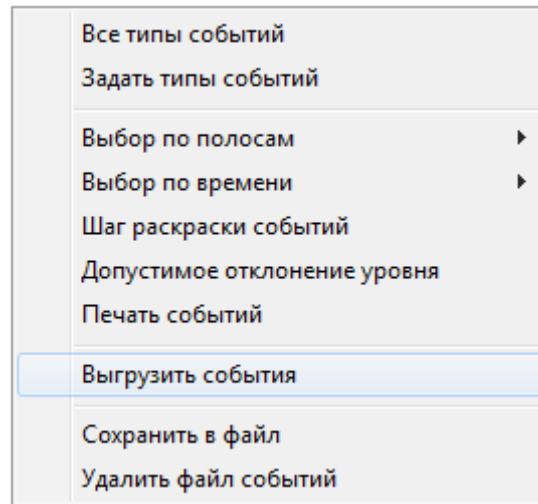 Все типы событий
Задать типы событий
Выбор по полосам
Выбор по времени
Шаг раскраски событий
Допустимое отклонение уровня
Печать событий
Выгрузить события
Сохранить в файл
Удалить файл событий